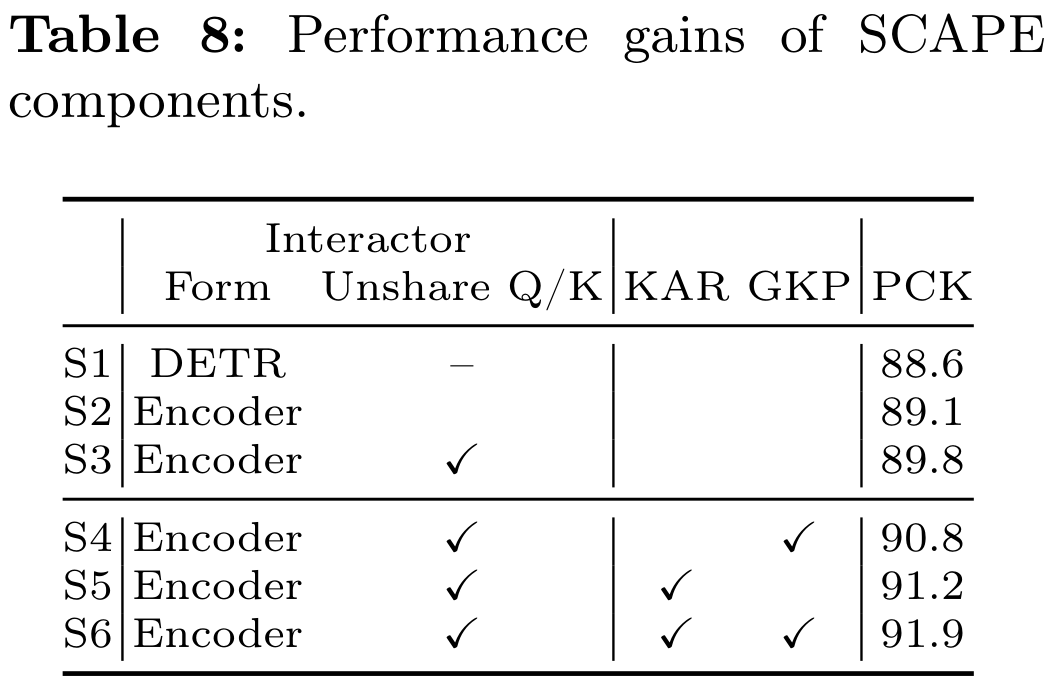 Table 8: Performance gains of SCAPE
components.
Interactor
Form Unshare Q/K KAR GKP PCK
S1 DETR – 88.6
S2 Encoder 89.1
S3 Encoder ✓ 89.8
S4 Encoder ✓ ✓ 90.8
S5 Encoder ✓ ✓ 91.2
S6 Encoder ✓ ✓ ✓ 91.9